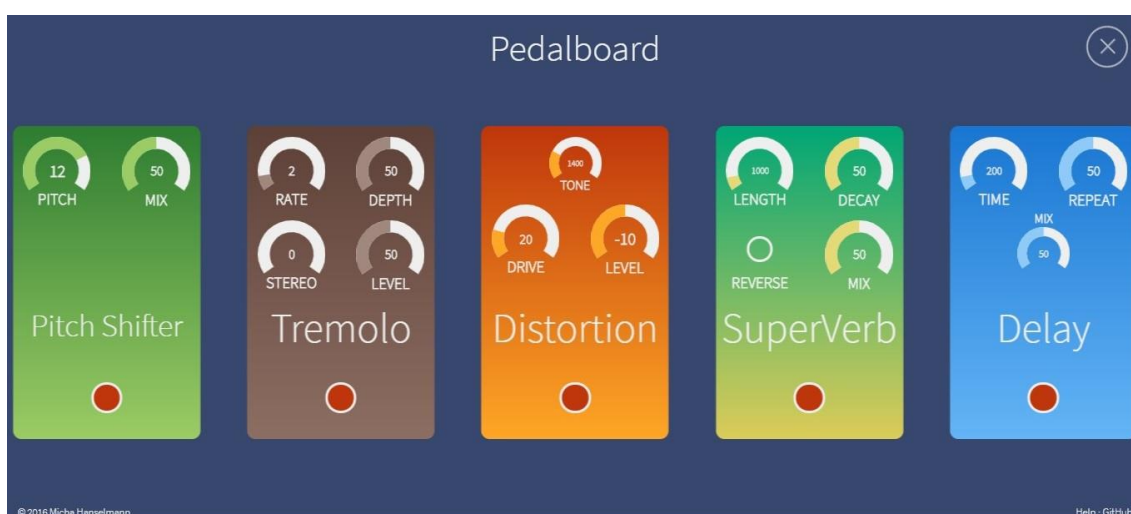 Pedalboard
12
PITCH
50
MIX
Pitch Shifter
2
RATE
50
DEPTH
0
STEREO
50
LEVEL
Tremolo
1400
TONE
20
DRIVE
-10
LEVEL
Distortion
1000
LENGTH
50
DECAY
REVERSE
50
MIX
SuperVerb
200
TIME
50
REPEAT
MIX
50
Delay
© 2016 Micha Hanselmann
Help · GitHub